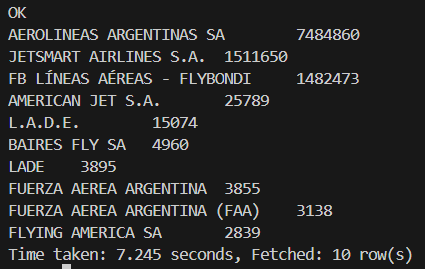 OK
AEROLINEAS ARGENTINAS SA	7484860
JETSMART AIRLINES S.A.	1511650
FB LÍNEAS AÉREAS - FLYBONDI	1482473
AMERICAN JET S.A.	25789
L.A.D.E.	15074
BAIRES FLY SA	4960
LADE	3895
FUERZA AEREA ARGENTINA	3855
FUERZA AEREA ARGENTINA (FAA)	3138
FLYING AMERICA SA	2839
Time taken: 7.245 seconds, Fetched: 10 row(s)